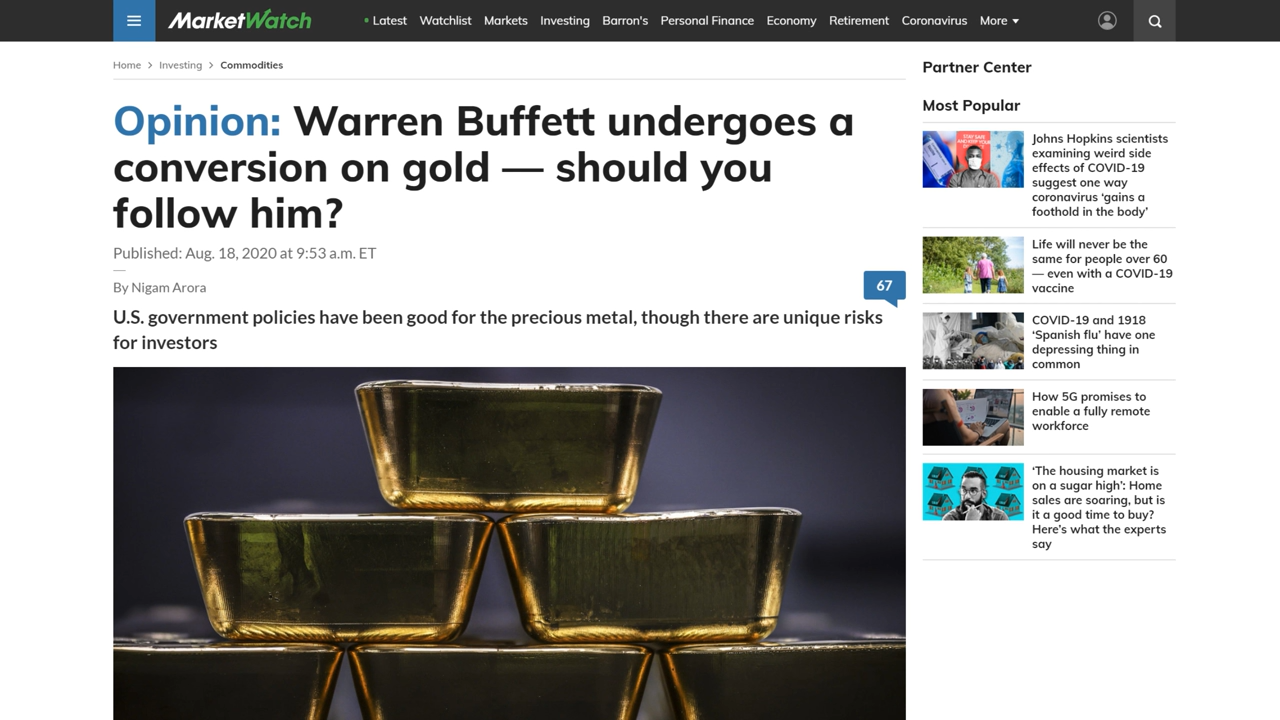 MarketWatch
Latest Watchlist Markets Investing Barron's Personal Finance Economy Retirement Coronavirus More
Home > Investing > Commodities
Opinion: Warren Buffett undergoes a
conversion on gold — should you
follow him?
Published: Aug. 18, 2020 at 9:53 a.m. ET
By Nigam Arora
67
U.S. government policies have been good for the precious metal, though there are unique risks
for investors
Partner Center
Most Popular
Johns Hopkins scientists
examining weird side
effects of COVID-19
suggest one way
coronavirus ‘gains a
foothold in the body’
Life will never be the
same for people over 60
— even with a COVID-19
vaccine
COVID-19 and 1918
‘Spanish flu’ have one
depressing thing in
common
How 5G promises to
enable a fully remote
workforce
‘The housing market is
on a sugar high’: Home
sales are soaring, but is
it a good time to buy?
Here’s what the experts
say